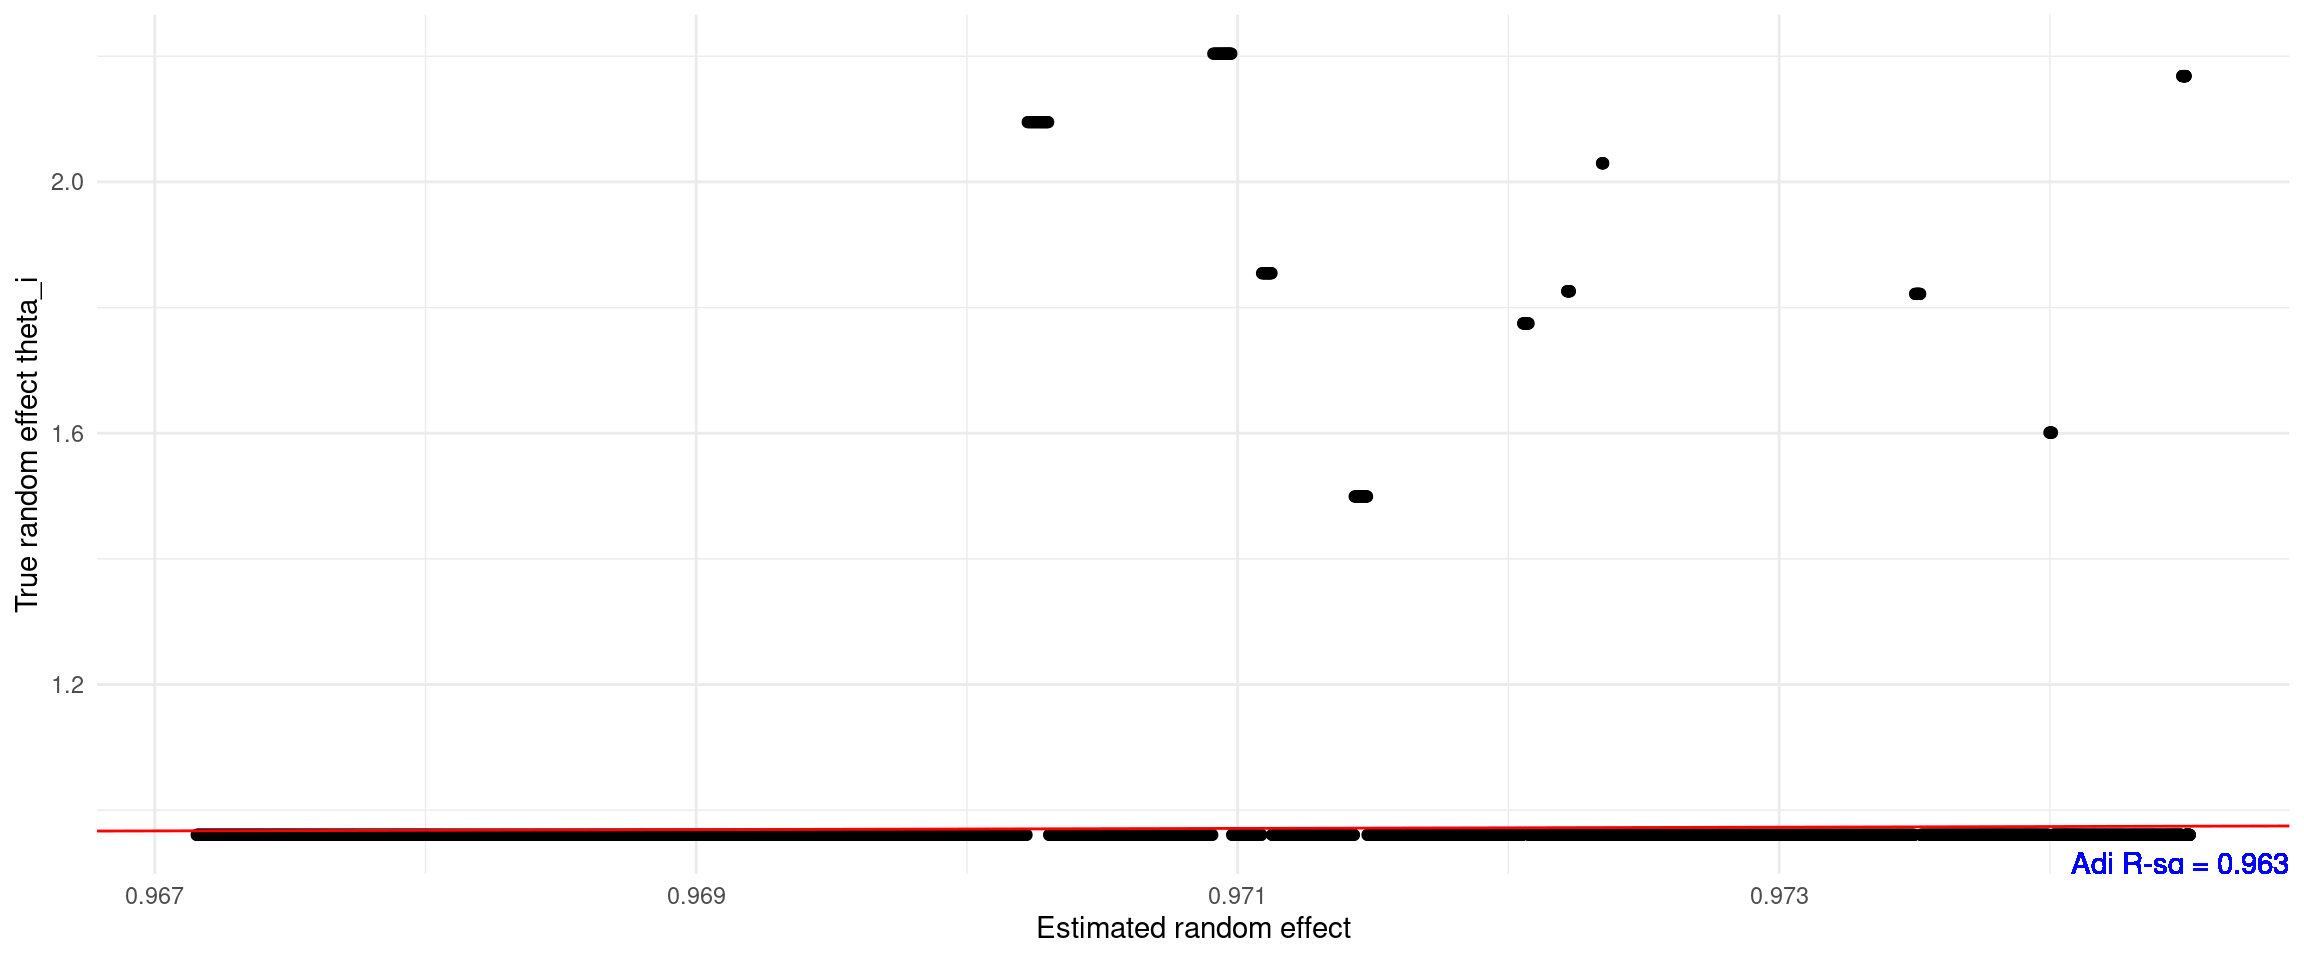 True random effect theta_i
2.0
1.6
1.2
0.967
0.969
0.971
0.973
Estimated random effect
Adj R-sq = 0.963